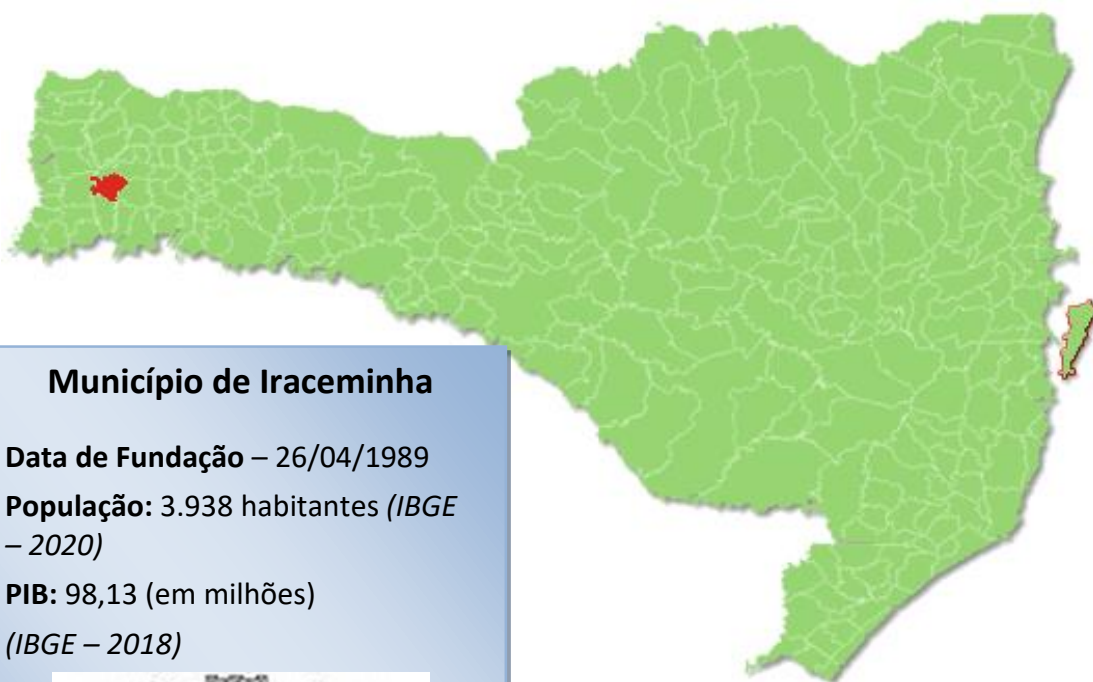 Município de Iraceminha
Data de Fundação – 26/04/1989
População: 3.938 habitantes (IBGE
– 2020)
PIB: 98,13 (em milhões)
(IBGE – 2018)